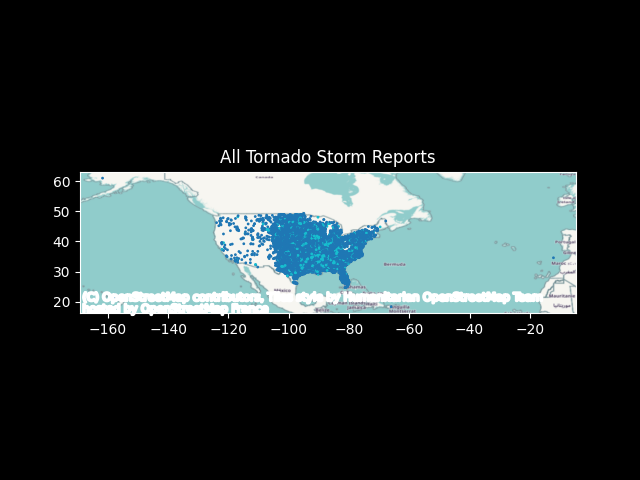 All Tornado Storm Reports
60
50
40
30
20
Bermuda
(C) OpenStreetMap contributors, Tiles style by Humanitarian OpenStreetMap Team
hosted by OpenStreetMap France
−160 −140 −120 −100 −80 −60 −40 −20